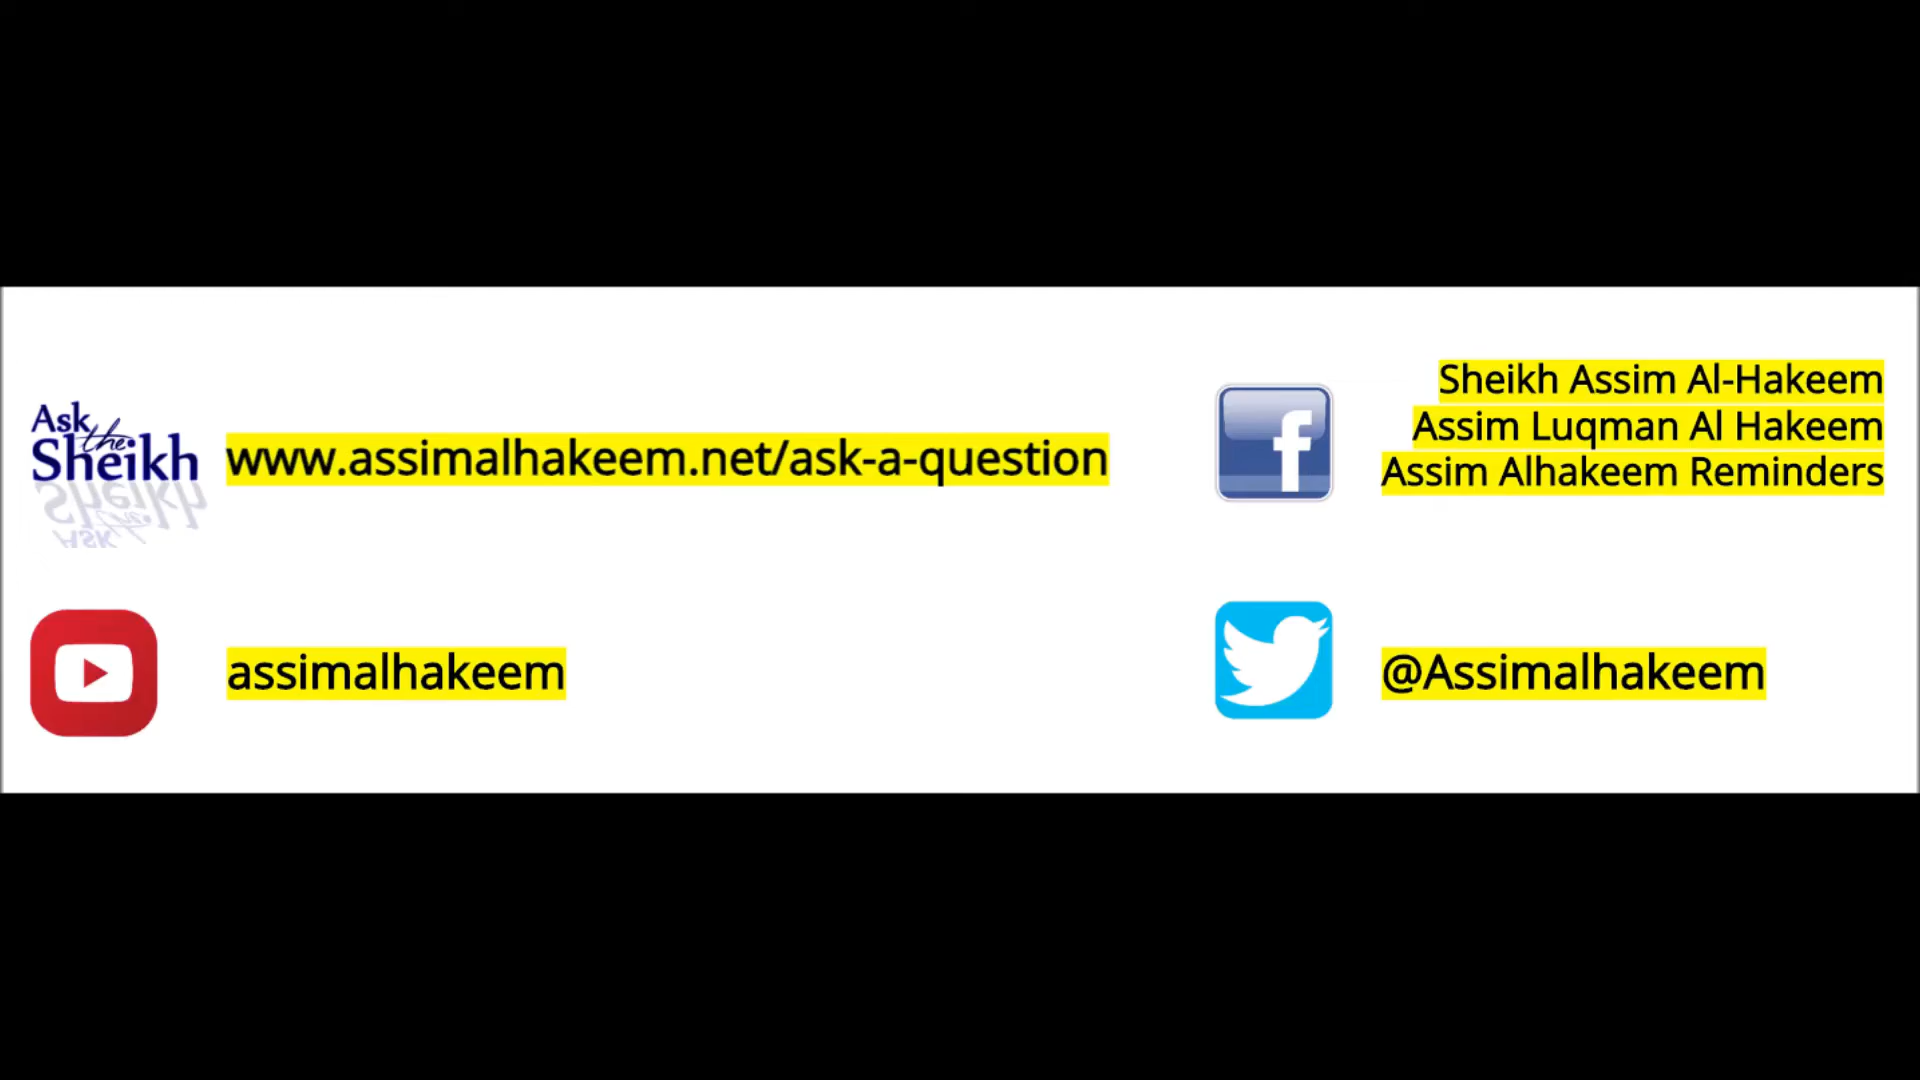 Ask
the
Sheikh
www.assimalhakeem.net/ask-a-question
Sheikh Assim Al-Hakeem
Assim Luqman Al Hakeem
Assim Alhakeem Reminders
assimalhakeem
@Assimalhakeem